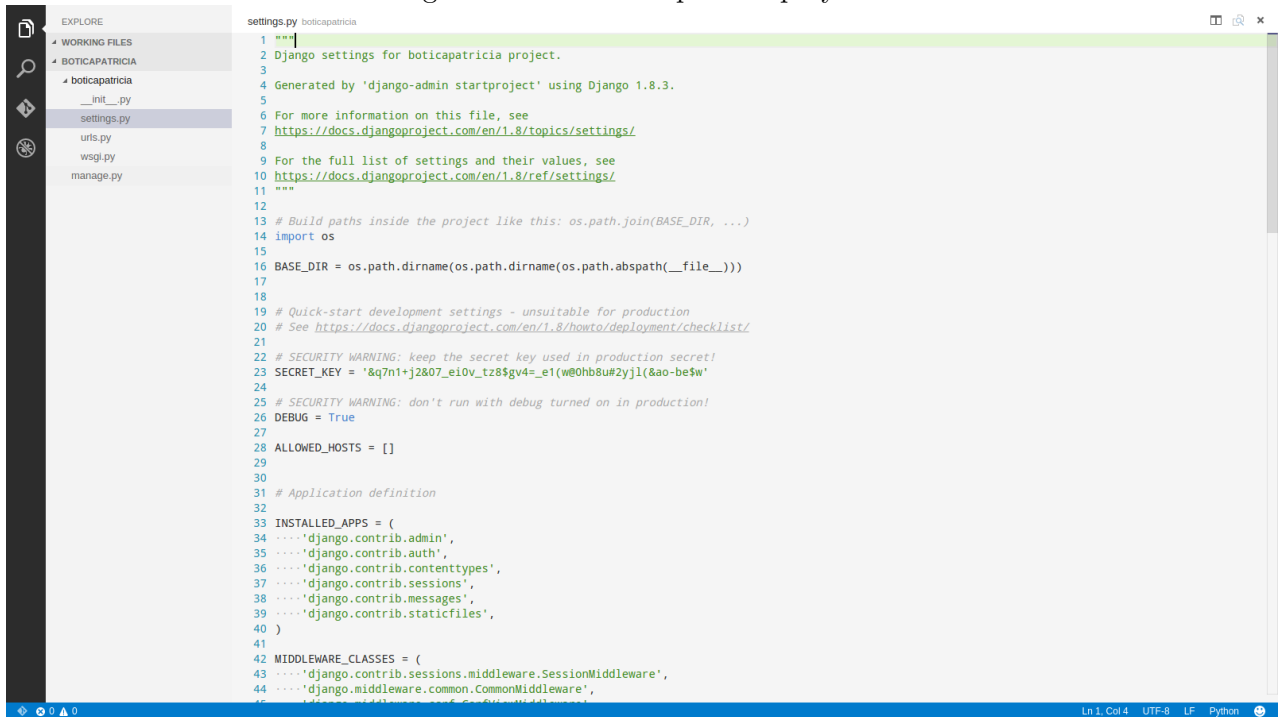 EXPLORE
WORKING FILES
BOTICAPATRICIA
boticapatricia
__init__.py
settings.py
urls.py
wsgi.py
manage.py
settings.py boticapatricia
1 """
2 Django settings for boticapatricia project.
3
4 Generated by 'django-admin startproject' using Django 1.8.3.
5
6 For more information on this file, see
7 https://docs.djangoproject.com/en/1.8/topics/settings/
8
9 For the full list of settings and their values, see
10 https://docs.djangoproject.com/en/1.8/ref/settings/
11 """
12
13 # Build paths inside the project like this: os.path.join(BASE_DIR, ...)
14 import os
15
16 BASE_DIR = os.path.dirname(os.path.dirname(os.path.abspath(__file__)))
17
18
19 # Quick-start development settings - unsuitable for production
20 # See https://docs.djangoproject.com/en/1.8/howto/deployment/checklist/
21
22 # SECURITY WARNING: keep the secret key used in production secret!
23 SECRET_KEY = '&q7n1+j2&07_ei0v_tz8$gv4=_e1(w@0hb8u#2yjl(&ao-be$w'
24
25 # SECURITY WARNING: don't run with debug turned on in production!
26 DEBUG = True
27
28 ALLOWED_HOSTS = []
29
30
31 # Application definition
32
33 INSTALLED_APPS = (
34 ····'django.contrib.admin',
35 ····'django.contrib.auth',
36 ····'django.contrib.contenttypes',
37 ····'django.contrib.sessions',
38 ····'django.contrib.messages',
39 ····'django.contrib.staticfiles',
40 )
41
42 MIDDLEWARE_CLASSES = (
43 ····'django.contrib.sessions.middleware.SessionMiddleware',
44 ····'django.middleware.common.CommonMiddleware',
0 0
Ln 1, Col 4 UTF-8 LF Python